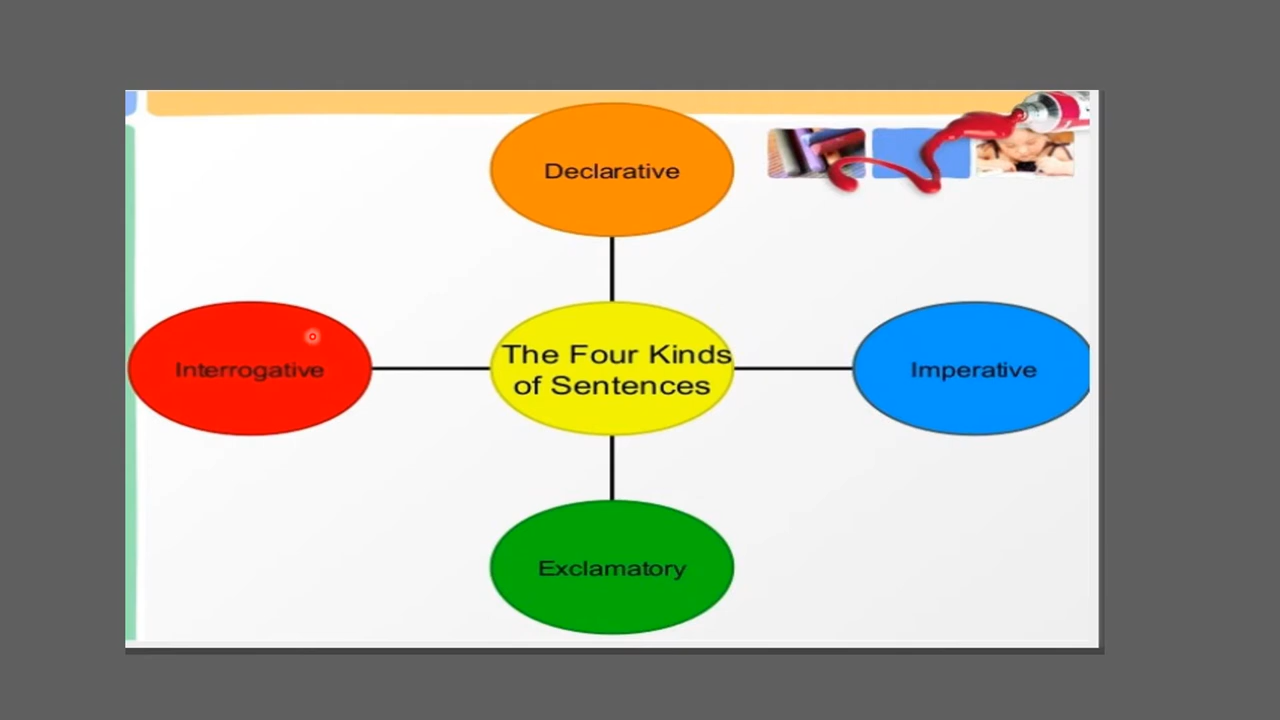 Declarative
Interrogative
The Four Kinds
of Sentences
Imperative
Exclamatory